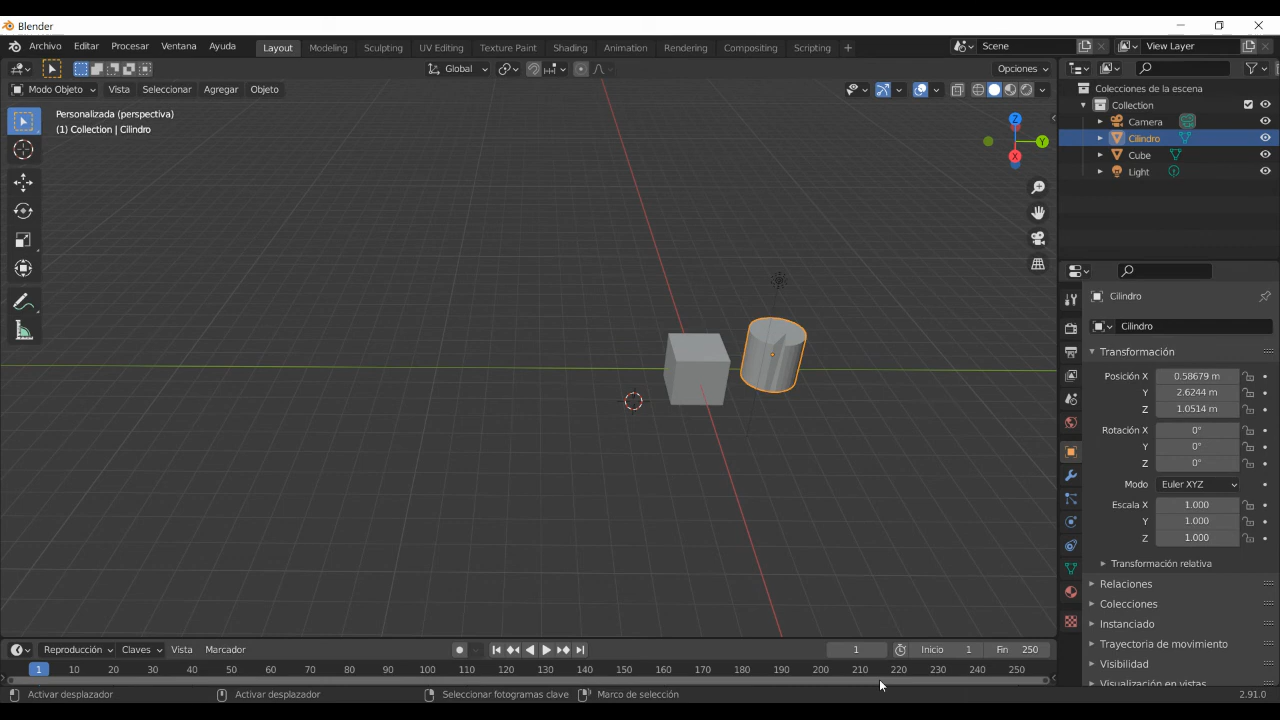 Blender
Archivo Editar Procesar Ventana Ayuda Layout Modeling Sculpting UV Editing Texture Paint Shading Animation Rendering Compositing Scripting + Scene View Layer
Global Opciones
Modo Objeto Vista Seleccionar Agregar Objeto
Personalizada (perspectiva)
(1) Collection | Cilindro
Z
Y
X
Colecciones de la escena
Collection
Camera
Cilindro
Cube
Light
Cilindro
Cilindro
Transformación
Posición X 0.58679 m
Y 2.6244 m
Z 1.0514 m
Rotación X 0°
Y 0°
Z 0°
Modo Euler XYZ
Escala X 1.000
Y 1.000
Z 1.000
Transformación relativa
Relaciones
Colecciones
Instanciado
Trayectoria de movimiento
Visibilidad
Visualización en vistas
Reproducción Claves Vista Marcador 1 Inicio 1 Fin 250
1 10 20 30 40 50 60 70 80 90 100 110 120 130 140 150 160 170 180 190 200 210 220 230 240 250
Activar desplazador Activar desplazador Seleccionar fotogramas clave Marco de selección 2.91.0